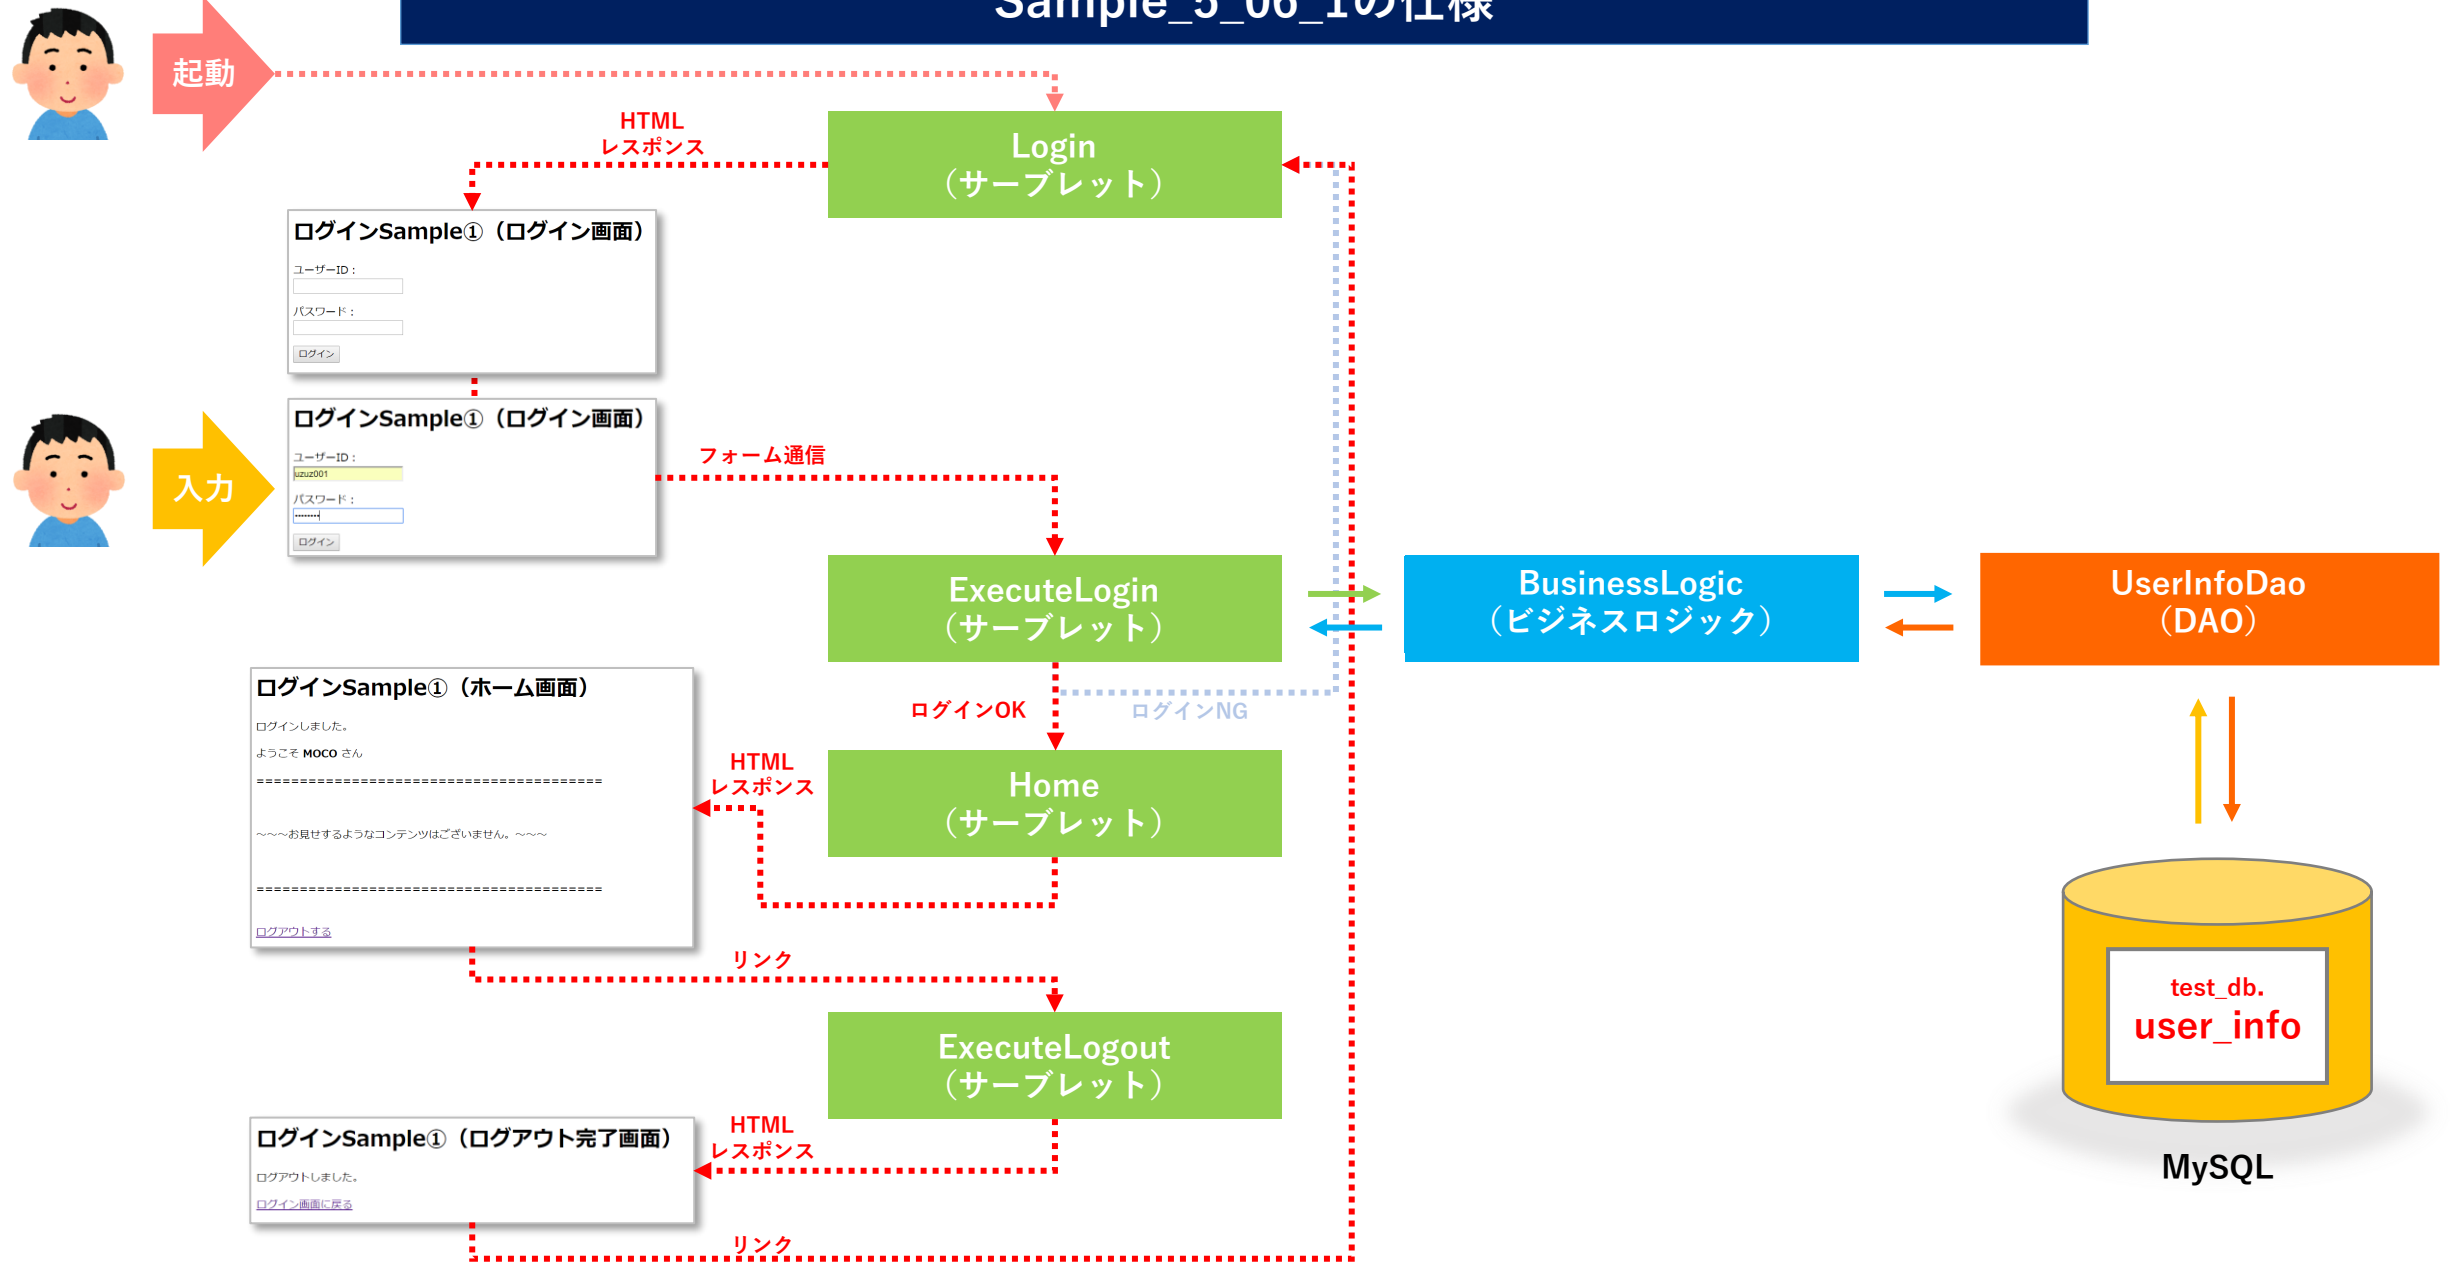 Sample_5_06_1の仕様
起動
HTML
レスポンス
Login
（サーブレット）
ログインSample①（ログイン画面）
ユーザーID：
パスワード：
ログイン
入力
ログインSample①（ログイン画面）
ユーザーID：
uzuz001
パスワード：
••••••••
ログイン
フォーム通信
ExecuteLogin
（サーブレット）
BusinessLogic
（ビジネスロジック）
UserInfoDao
（DAO）
ログインOK
ログインNG
ログインSample①（ホーム画面）
ログインしました。
ようこそ MOCO さん
========================================
～～～お見せするようなコンテンツはございません。～～～
========================================
ログアウトする
HTML
レスポンス
Home
（サーブレット）
リンク
ExecuteLogout
（サーブレット）
HTML
レスポンス
ログインSample①（ログアウト完了画面）
ログアウトしました。
ログイン画面に戻る
リンク
test_db.
user_info
MySQL